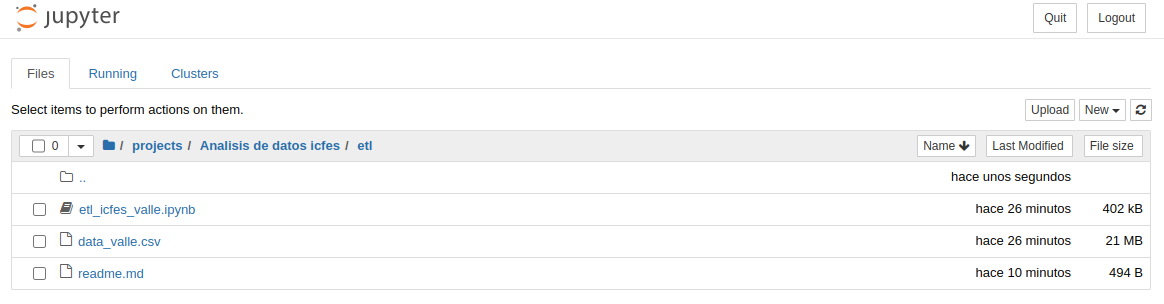 jupyter Quit Logout
Files Running Clusters
Select items to perform actions on them. Upload New
0 / projects / Analisis de datos icfes / etl Name Last Modified File size
.. hace unos segundos
etl_icfes_valle.ipynb hace 26 minutos 402 kB
data_valle.csv hace 26 minutos 21 MB
readme.md hace 10 minutos 494 B